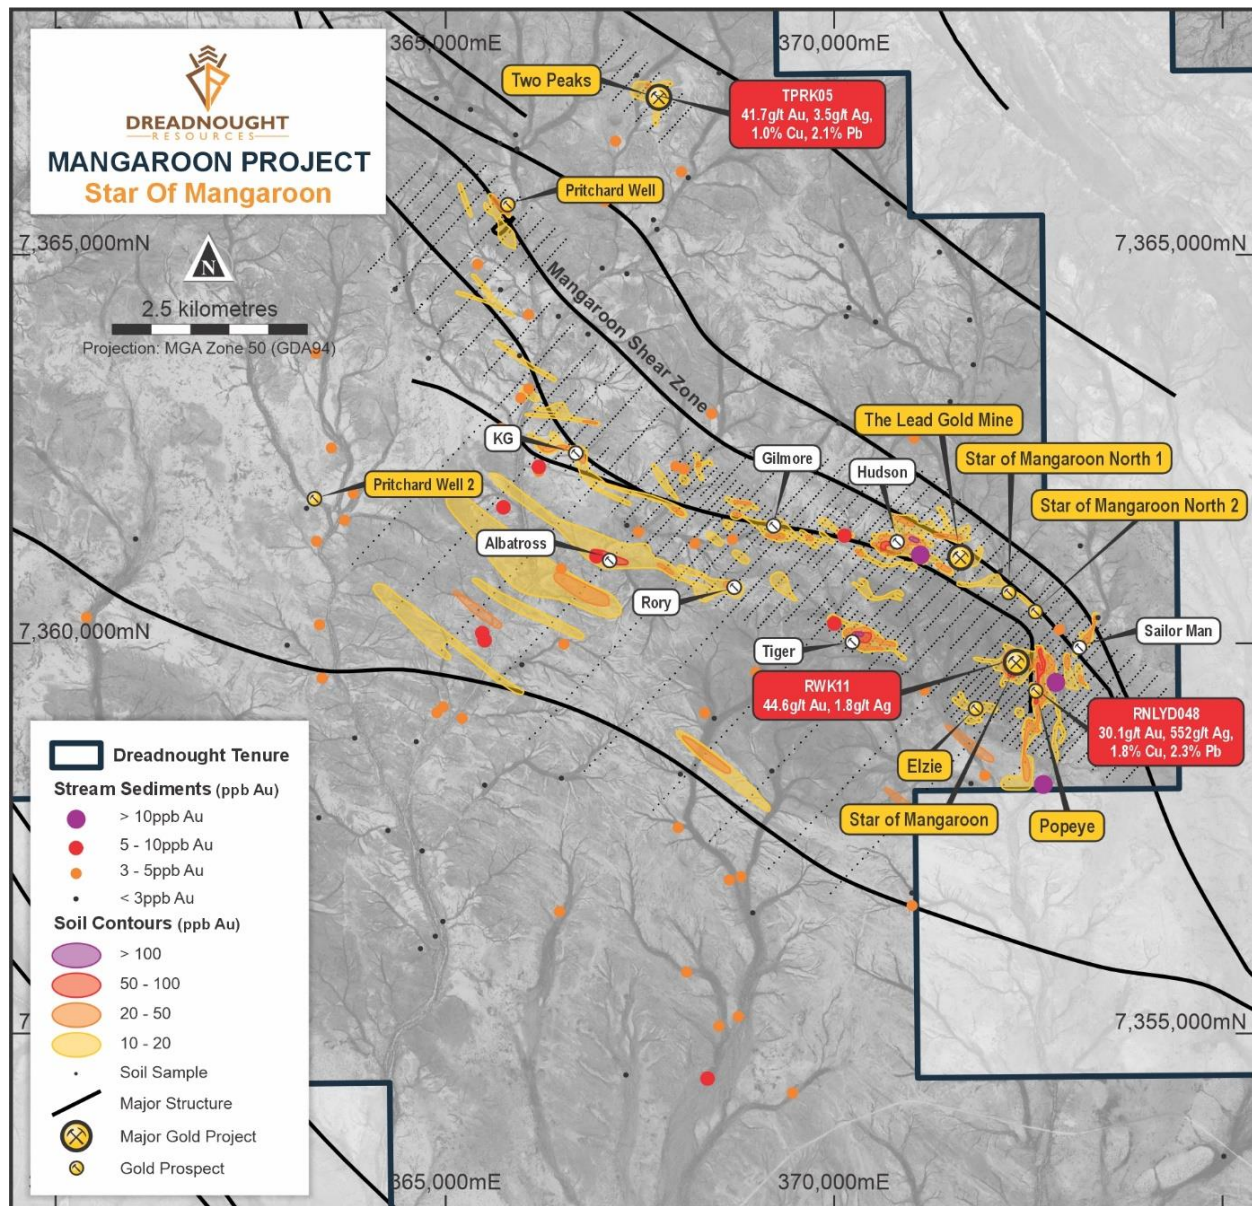 365,000mE
370,000mE
DREADNOUGHT
RESOURCES
MANGAROON PROJECT
Star Of Mangaroon
Two Peaks
TPRK05
41.7g/t Au, 3.5g/t Ag,
1.0% Cu, 2.1% Pb
Pritchard Well
7,365,000mN
7,365,000mN
N
2.5 kilometres
Projection: MGA Zone 50 (GDA94)
Mangaroon Shear Zone
The Lead Gold Mine
KG
Gilmore
Hudson
Star of Mangaroon North 1
Pritchard Well 2
Star of Mangaroon North 2
Albatross
Rory
7,360,000mN
Tiger
Sailor Man
RWK11
44.6g/t Au, 1.8g/t Ag
RNLYD048
30.1g/t Au, 552g/t Ag,
1.8% Cu, 2.3% Pb
Elzie
Star of Mangaroon
Popeye
Dreadnought Tenure
Stream Sediments (ppb Au)
> 10ppb Au
5 - 10ppb Au
3 - 5ppb Au
< 3ppb Au
Soil Contours (ppb Au)
> 100
50 - 100
20 - 50
10 - 20
Soil Sample
Major Structure
Major Gold Project
Gold Prospect
7,355,000mN
365,000mE
370,000mE